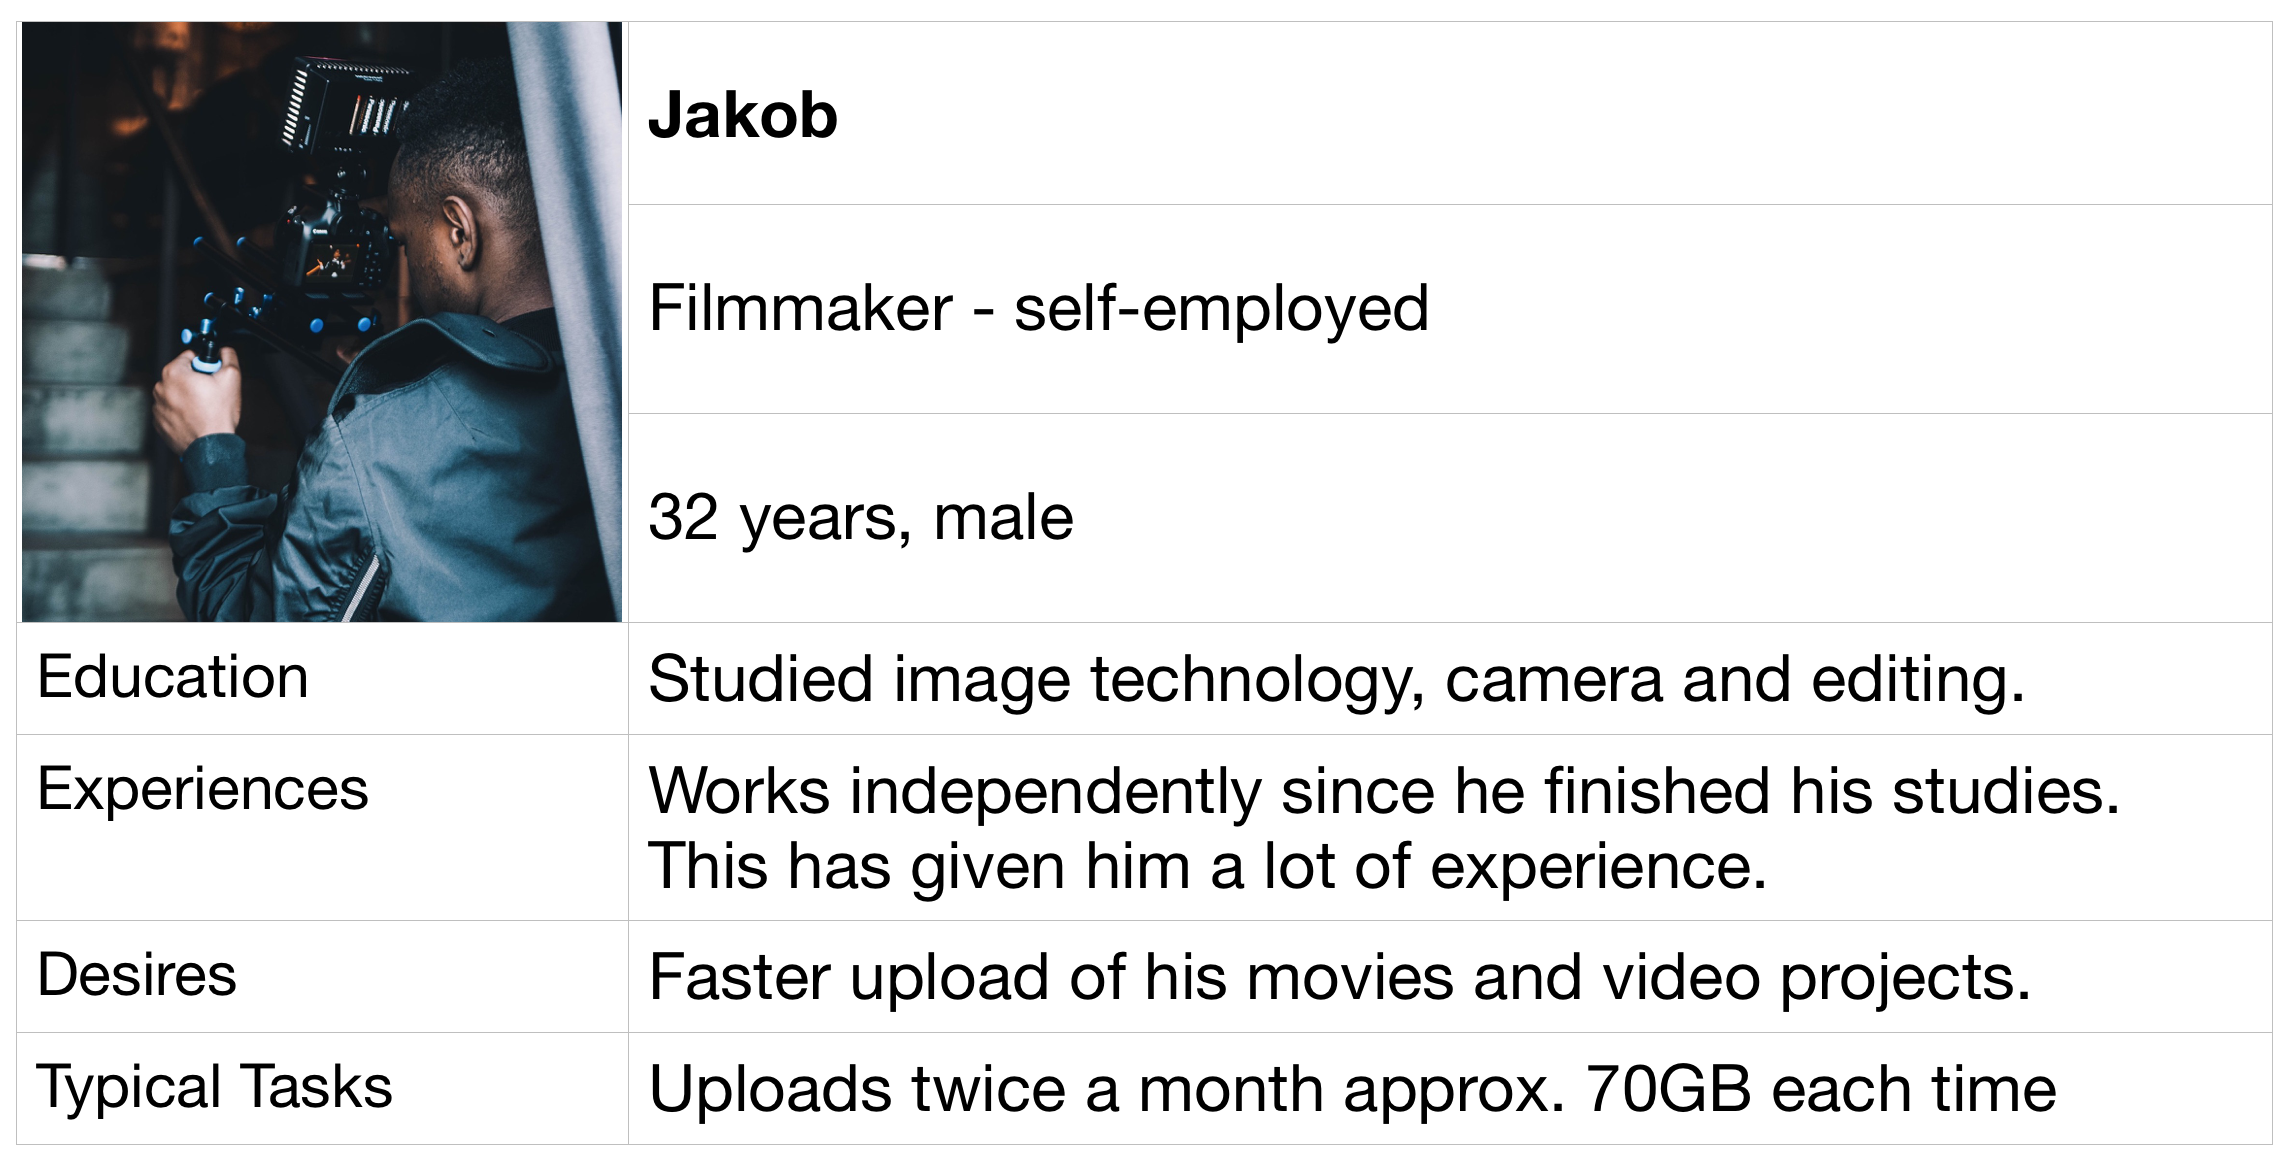 Jakob
Filmmaker - self-employed
32 years, male
Canon
Education
Studied image technology, camera and editing.
Experiences
Works independently since he finished his studies.
This has given him a lot of experience.
Desires
Faster upload of his movies and video projects.
Typical Tasks
Uploads twice a month approx. 70GB each time